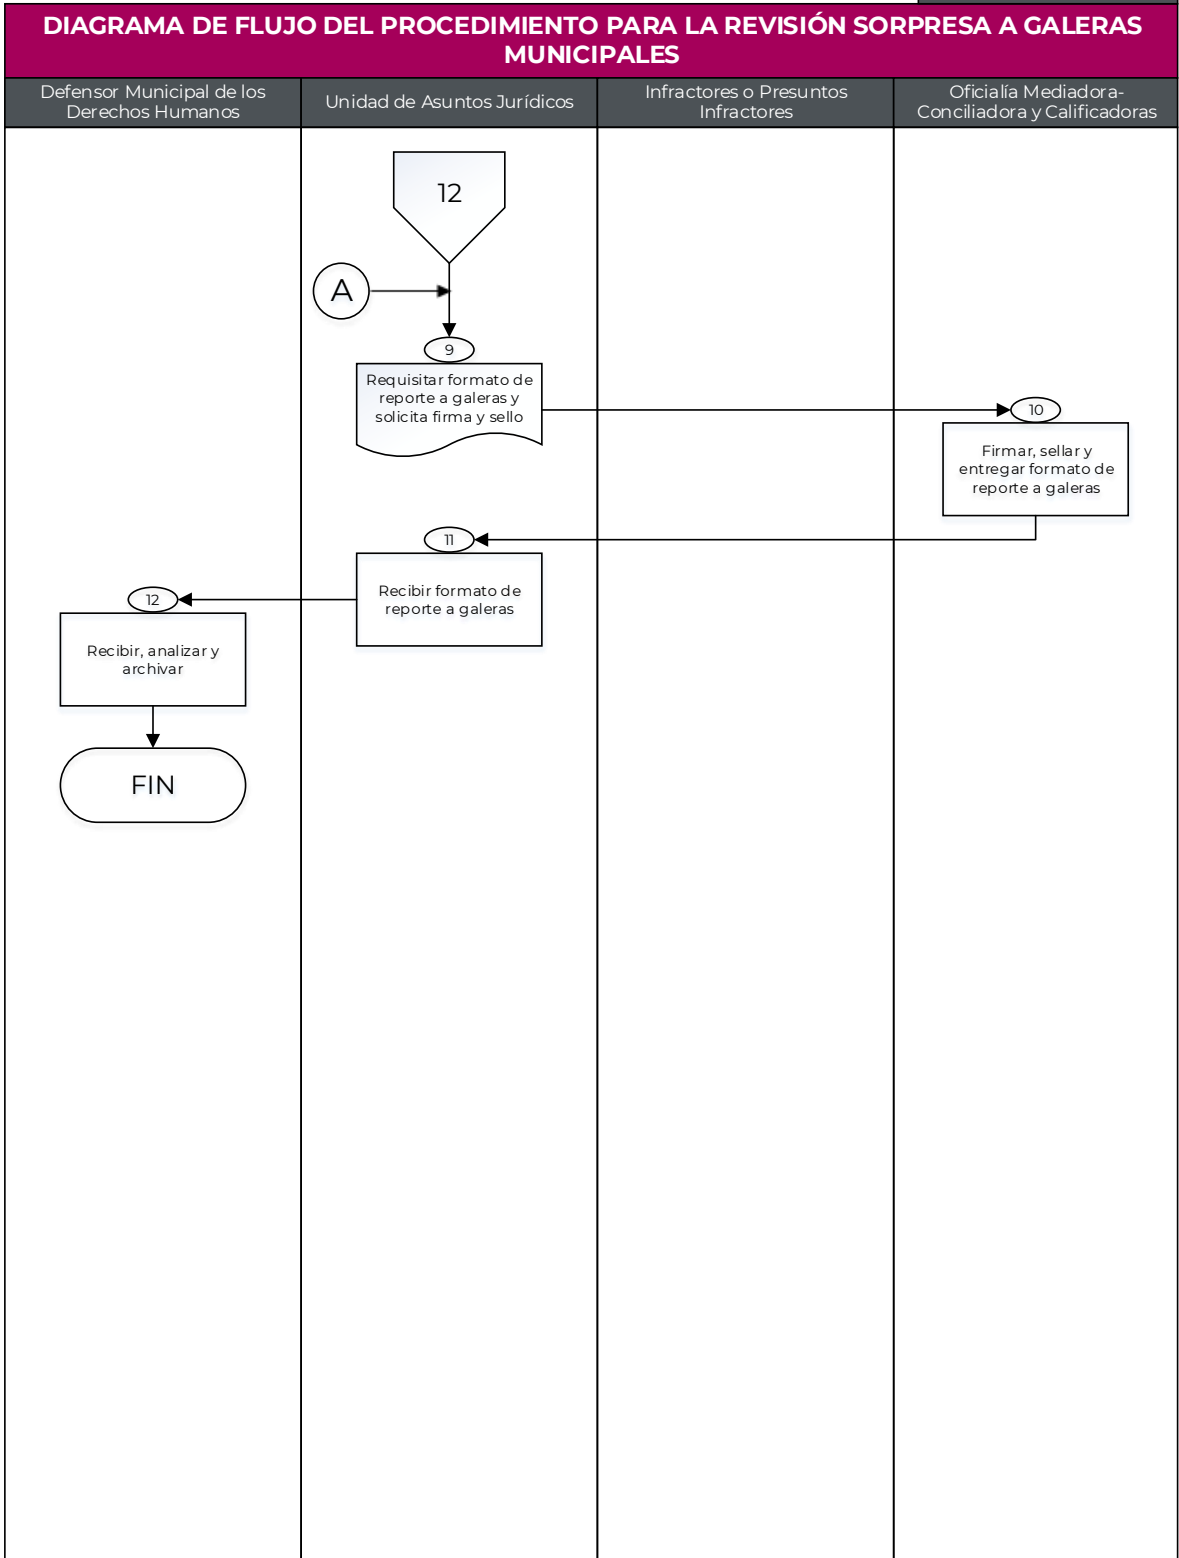 DIAGRAMA DE FLUJO DEL PROCEDIMIENTO PARA LA REVISIÓN SORPRESA A GALERAS
MUNICIPALES
Defensor Municipal de los
Derechos Humanos
Unidad de Asuntos Jurídicos
Infractores o Presuntos
Infractores
Oficialía Mediadora-
Conciliadora y Calificadoras
12
A
9
Requisitar formato de
reporte a galeras y
solicita firma y sello
10
Firmar, sellar y
entregar formato de
reporte a galeras
11
Recibir formato de
reporte a galeras
12
Recibir, analizar y
archivar
FIN